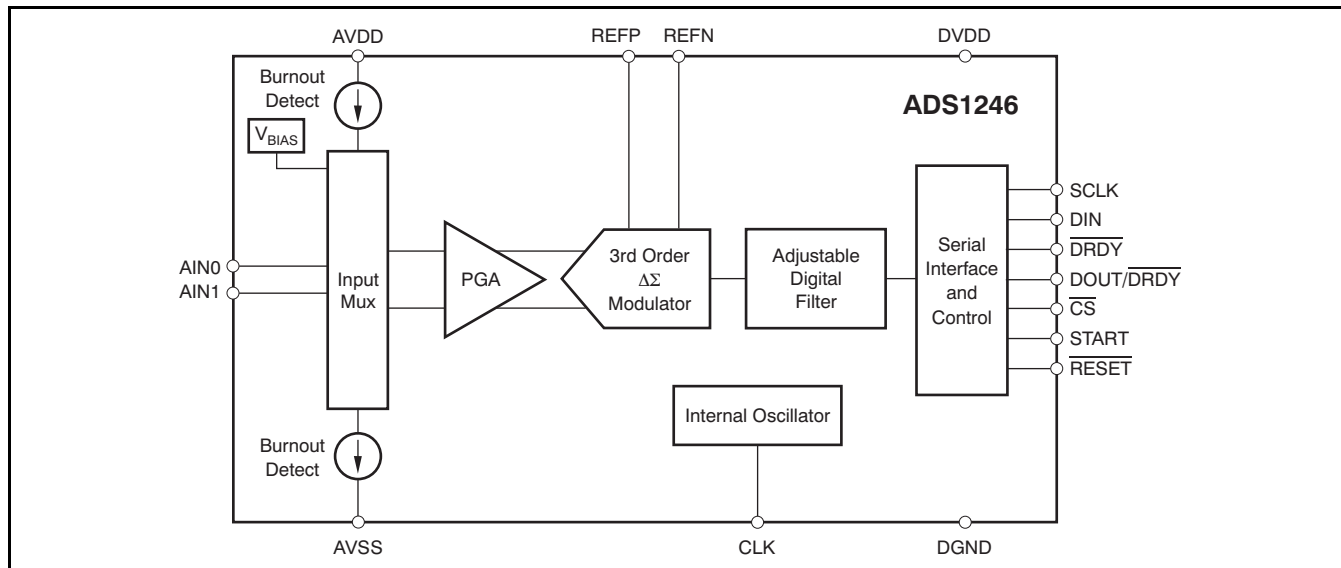 AVDD
REFP REFN
DVDD
Burnout
Detect
ADS1246
VBIAS
SCLK
DIN
DRDY
DOUT/DRDY
CS
START
RESET
AIN0
AIN1
Input
Mux
PGA
3rd Order
ΔΣ
Modulator
Adjustable
Digital
Filter
Serial
Interface
and
Control
Internal Oscillator
Burnout
Detect
AVSS
CLK
DGND